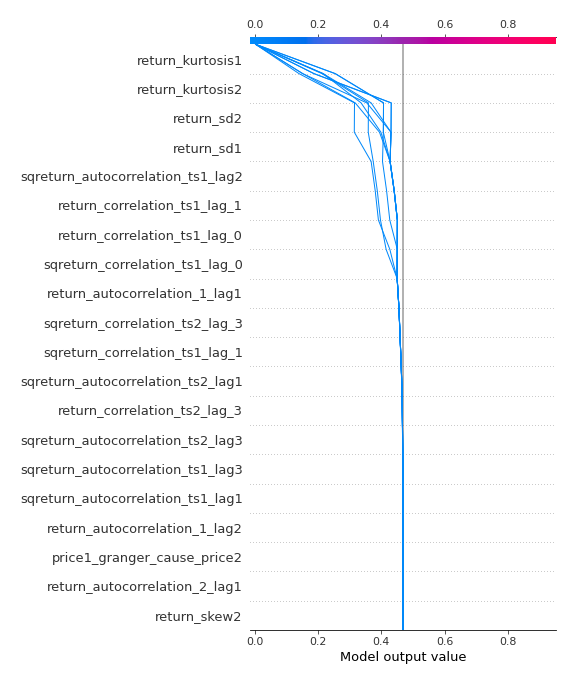 0.0 0.2 0.4 0.6 0.8
return_kurtosis1
return_kurtosis2
return_sd2
return_sd1
sqreturn_autocorrelation_ts1_lag2
return_correlation_ts1_lag_1
return_correlation_ts1_lag_0
sqreturn_correlation_ts1_lag_0
return_autocorrelation_1_lag1
sqreturn_correlation_ts2_lag_3
sqreturn_correlation_ts1_lag_1
sqreturn_autocorrelation_ts2_lag1
return_correlation_ts2_lag_3
sqreturn_autocorrelation_ts2_lag3
sqreturn_autocorrelation_ts1_lag3
sqreturn_autocorrelation_ts1_lag1
return_autocorrelation_1_lag2
price1_granger_cause_price2
return_autocorrelation_2_lag1
return_skew2
0.0 0.2 0.4 0.6 0.8
Model output value